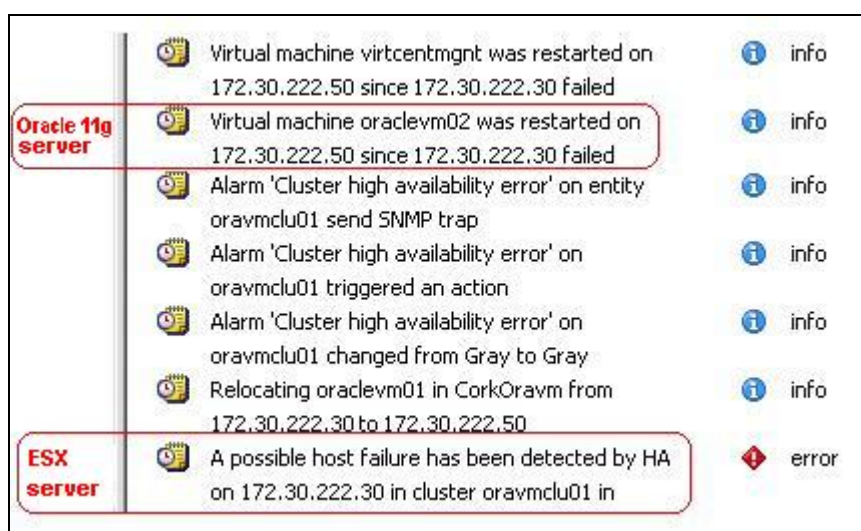 Virtual machine virtcentmgnt was restarted on info
172.30.222.50 since 172.30.222.30 failed
Oracle 11g
server
Virtual machine oraclevm02 was restarted on info
172.30.222.50 since 172.30.222.30 failed
Alarm 'Cluster high availability error' on entity info
oravmclu01 send SNMP trap
Alarm 'Cluster high availability error' on info
oravmclu01 triggered an action
Alarm 'Cluster high availability error' on info
oravmclu01 changed from Gray to Gray
Relocating oraclevm01 in CorkOravm from info
172.30.222.30 to 172.30.222.50
ESX
server
A possible host failure has been detected by HA error
on 172.30.222.30 in cluster oravmclu01 in